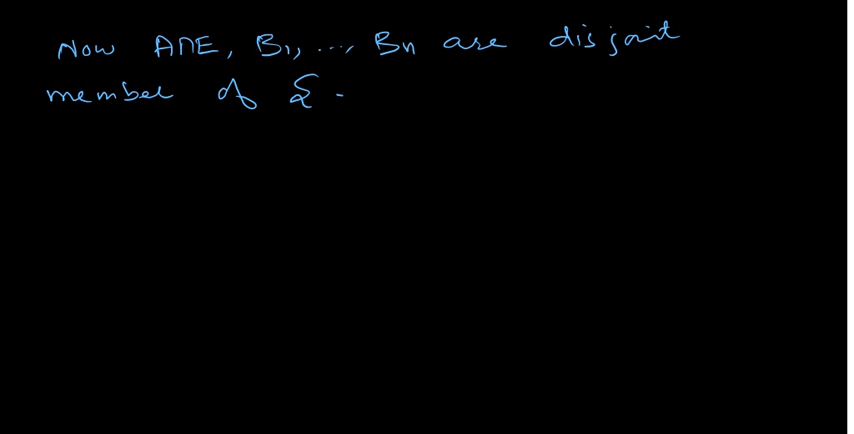 Now A∩E, B1, ..., Bn are disjoint
member of Σ.